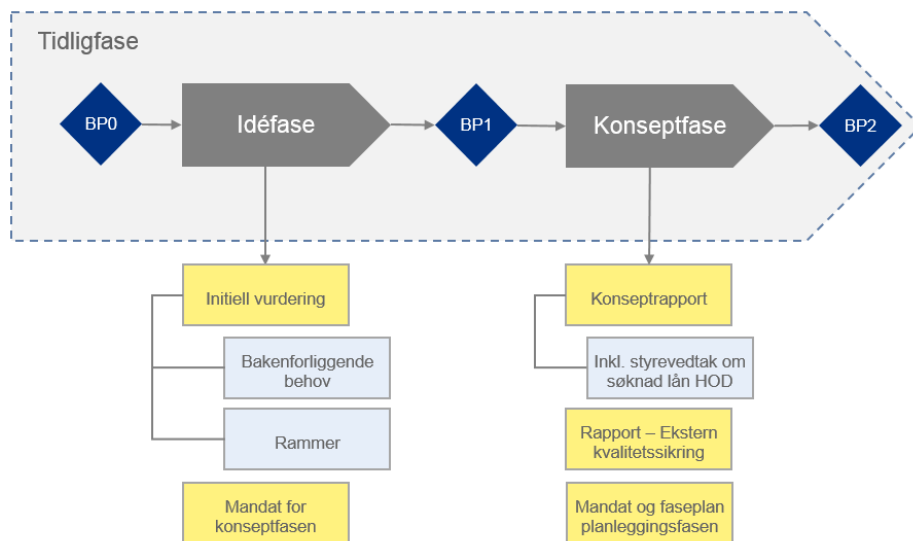 Tidligfase
BP0
Idéfase
BP1
Konseptfase
BP2
Initiell vurdering
Bakenforliggende
behov
Rammer
Mandat for
konseptfasen
Konseptrapport
Inkl. styrevedtak om
søknad lån HOD
Rapport – Ekstern
kvalitetssikring
Mandat og faseplan
planleggingsfasen